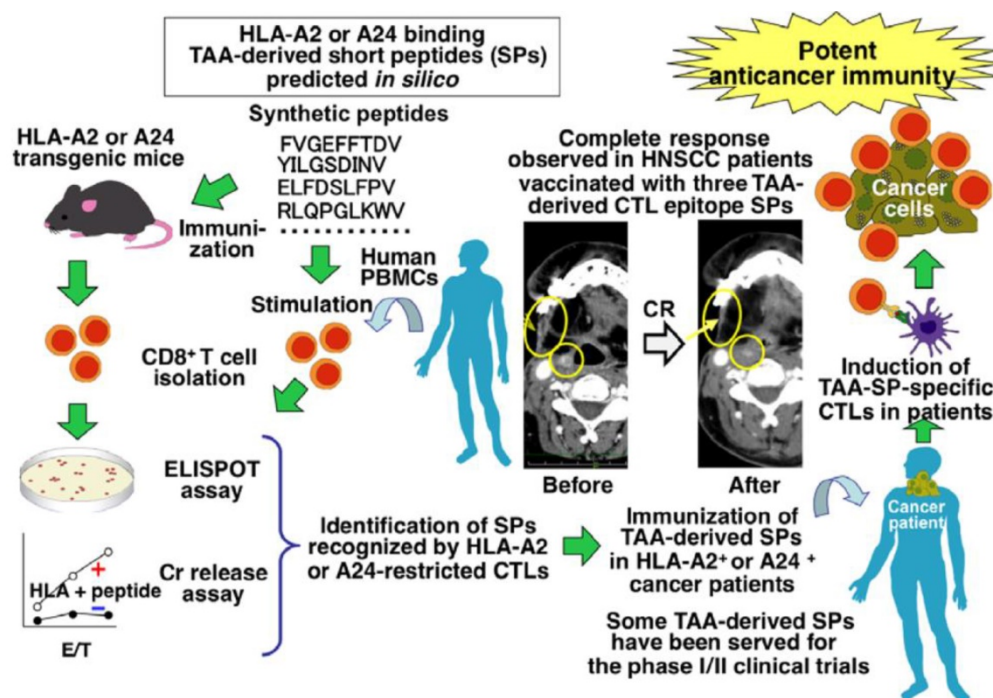 HLA-A2 or A24 binding
TAA-derived short peptides (SPs)
predicted in silico
Potent
anticancer immunity
Synthetic peptides
FVGEFFTDV
YILGSDINV
ELFDSLFPV
RLQPGLKWV
HLA-A2 or A24
transgenic mice
Immuni-
zation
Complete response
observed in HNSCC patients
vaccinated with three TAA-
derived CTL epitope SPs
Cancer
cells
Human
PBMCs
Stimulation
CD8+ T cell
isolation
CR
Before
After
Induction of
TAA-SP-specific
CTLs in patients
ELISPOT
assay
Cr release
assay
HLA + peptide
+
−
E/T
Identification of SPs
recognized by HLA-A2
or A24-restricted CTLs
Immunization of
TAA-derived SPs
in HLA-A2+ or A24 +
cancer patients
Cancer
patient
Some TAA-derived SPs
have been served for
the phase I/II clinical trials